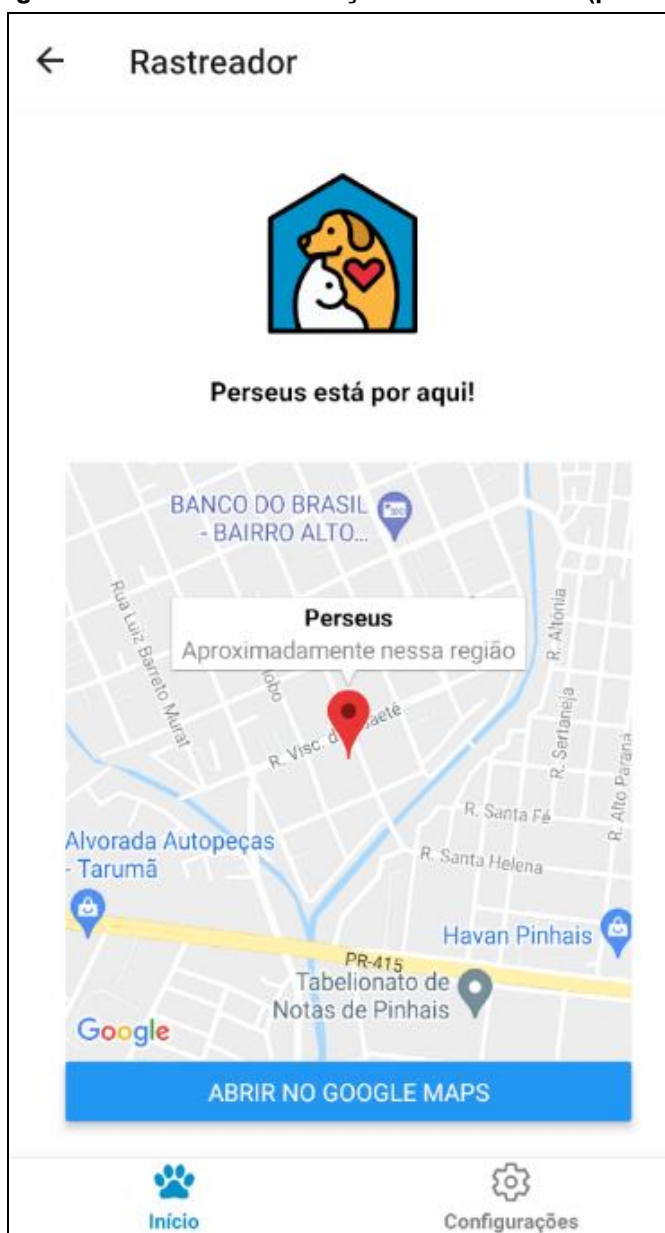 ← Rastreador
Perseus está por aqui!
BANCO DO BRASIL
- BAIRRO ALTO...
Perseus
Aproximadamente nessa região
Rua Luiz Barreto Murat
R. Altônia
R. Visc. d
R. Sertaneja
R. Alto Paraná
R. Santa Fé
R. Santa Helena
Alvorada Autopeças
- Tarumã
Havan Pinhais
PR-415
Tabelionato de
Notas de Pinhais
Google
ABRIR NO GOOGLE MAPS
Início
Configurações